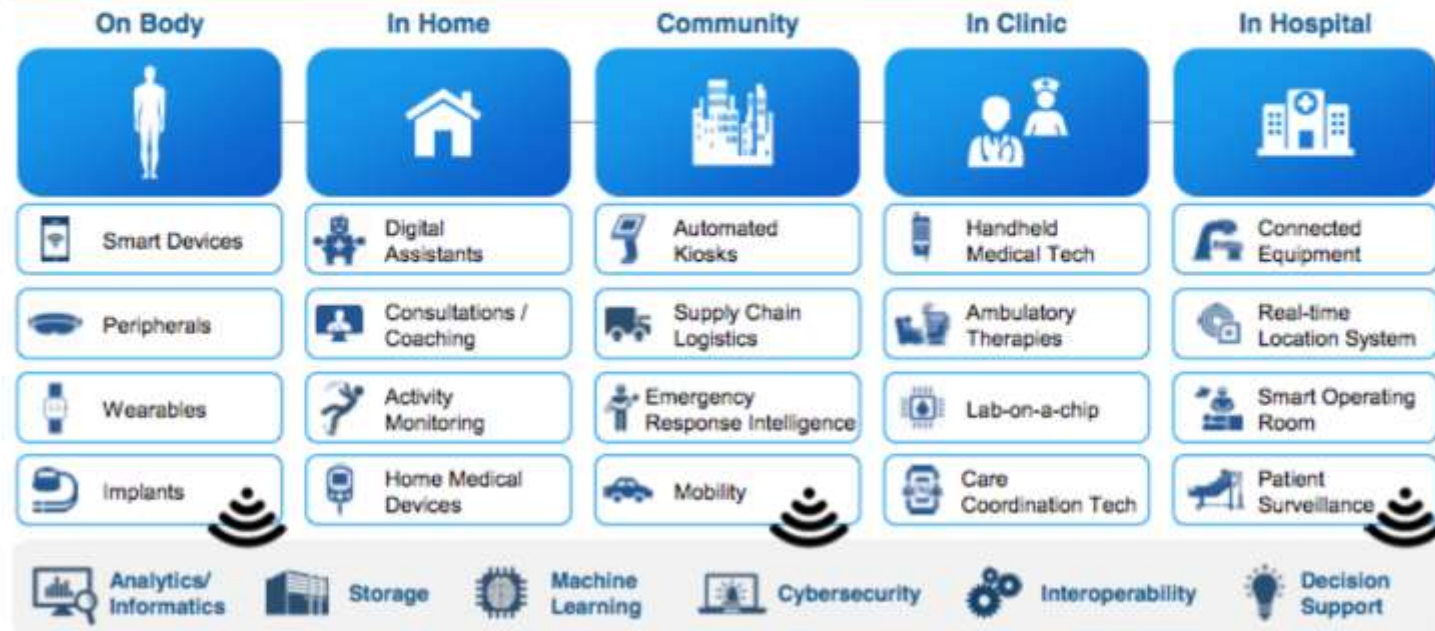 On Body
In Home
Community
In Clinic
In Hospital
Smart Devices
Digital
Assistants
Automated
Kiosks
Handheld
Medical Tech
Connected
Equipment
Peripherals
Consultations /
Coaching
Supply Chain
Logistics
Ambulatory
Therapies
Real-time
Location System
Wearables
Activity
Monitoring
Emergency
Response Intelligence
Lab-on-a-chip
Smart Operating
Room
Implants
Home Medical
Devices
Mobility
Care
Coordination Tech
Patient
Surveillance
Analytics/
Informatics
Storage
Machine
Learning
Cybersecurity
Interoperability
Decision
Support